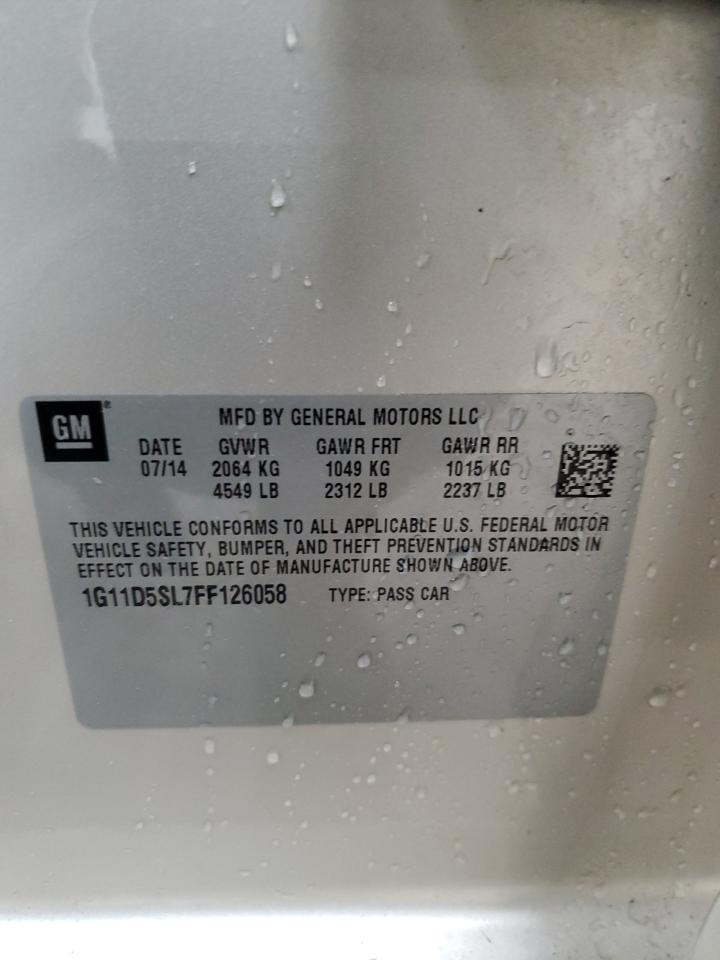 GM®
MFD BY GENERAL MOTORS LLC
DATE GVWR GAWR FRT GAWR RR
07/14 2064 KG 1049 KG 1015 KG
4549 LB 2312 LB 2237 LB
THIS VEHICLE CONFORMS TO ALL APPLICABLE U.S. FEDERAL MOTOR
VEHICLE SAFETY, BUMPER, AND THEFT PREVENTION STANDARDS IN
EFFECT ON THE DATE OF MANUFACTURE SHOWN ABOVE.
1G11D5SL7FF126058 TYPE: PASS CAR